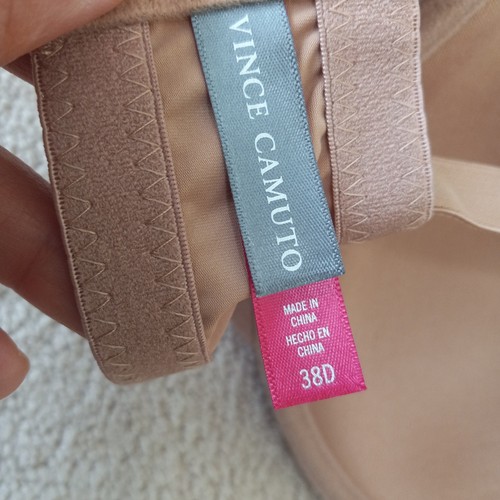 VINCE CAMUTO
MADE IN
CHINA
HECHO EN
CHINA
38D